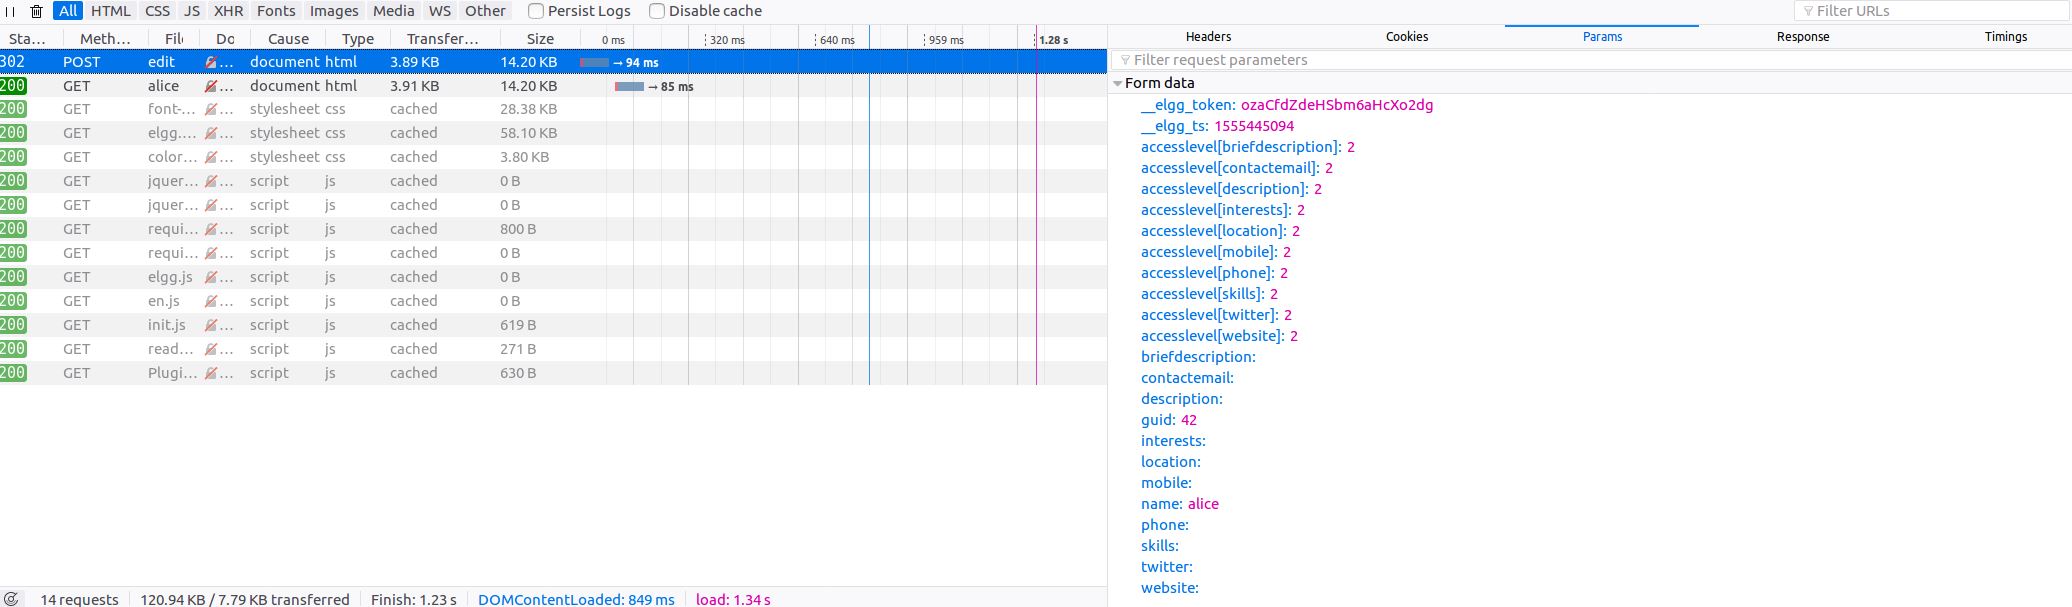 All HTML CSS JS XHR Fonts Images Media WS Other Persist Logs Disable cache Filter URLs
Sta… Meth… Fil Do Cause Type Transfer… Size 0 ms 320 ms 640 ms 959 ms 1.28 s
302 POST edit … document html 3.89 KB 14.20 KB → 94 ms
200 GET alice … document html 3.91 KB 14.20 KB → 85 ms
200 GET font-… … stylesheet css cached 28.38 KB
200 GET elgg.… … stylesheet css cached 58.10 KB
200 GET color… … stylesheet css cached 3.80 KB
200 GET jquer… … script js cached 0 B
200 GET jquer… … script js cached 0 B
200 GET requi… … script js cached 800 B
200 GET requi… … script js cached 0 B
200 GET elgg.js … script js cached 0 B
200 GET en.js … script js cached 0 B
200 GET init.js … script js cached 619 B
200 GET read… … script js cached 271 B
200 GET Plugi… … script js cached 630 B
14 requests 120.94 KB / 7.79 KB transferred Finish: 1.23 s DOMContentLoaded: 849 ms load: 1.34 s
Headers Cookies Params Response Timings
Filter request parameters
Form data
__elgg_token: ozaCfdZdeHSbm6aHcXo2dg
__elgg_ts: 1555445094
accesslevel[briefdescription]: 2
accesslevel[contactemail]: 2
accesslevel[description]: 2
accesslevel[interests]: 2
accesslevel[location]: 2
accesslevel[mobile]: 2
accesslevel[phone]: 2
accesslevel[skills]: 2
accesslevel[twitter]: 2
accesslevel[website]: 2
briefdescription:
contactemail:
description:
guid: 42
interests:
location:
mobile:
name: alice
phone:
skills:
twitter:
website: